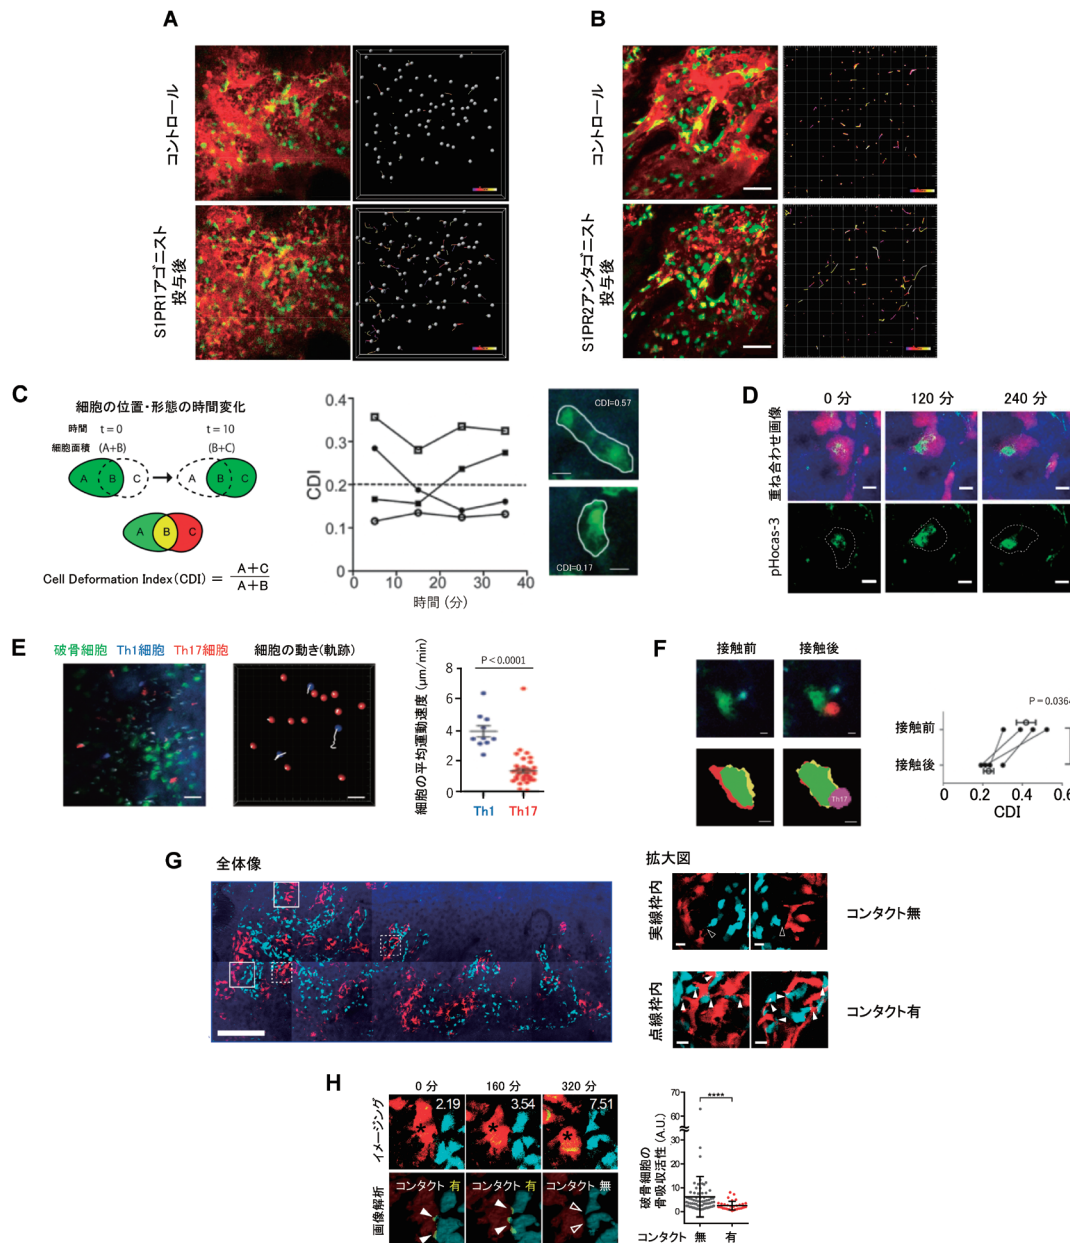 A
コントロール
S1PR1アゴニスト
投与後
B
コントロール
S1PR2アンタゴニスト
投与後
C
細胞の位置・形態の時間変化
時間 t=0 t=10
細胞面積 (A+B) (B+C)
A B C A B C
A B C
Cell Deformation Index(CDI) = A+C / A+B
CDI
0.4
0.3
0.2
0.1
0
0 10 20 30 40
時間(分)
CDI=0.57
CDI=0.17
D
0 分 120 分 240 分
重ね合わせ画像
pHocas-3
E
破骨細胞 Th1細胞 Th17細胞
細胞の動き(軌跡)
細胞の平均運動速度(μm/min)
P<0.0001
8
6
4
2
0
Th1 Th17
F
接触前 接触後
Th17
P=0.0364
接触前
接触後
0 0.2 0.4 0.6
CDI
G
全体像
拡大図
実線枠内
コンタクト無
点線枠内
コンタクト有
H
0 分 160 分 320 分
イメージング
2.19 3.54 7.51
* * *
画像解析
コンタクト 有 コンタクト 有 コンタクト 無
破骨細胞の
骨吸収活性(A.U.)
****
70
60
50
40
30
20
10
0
コンタクト 無 有